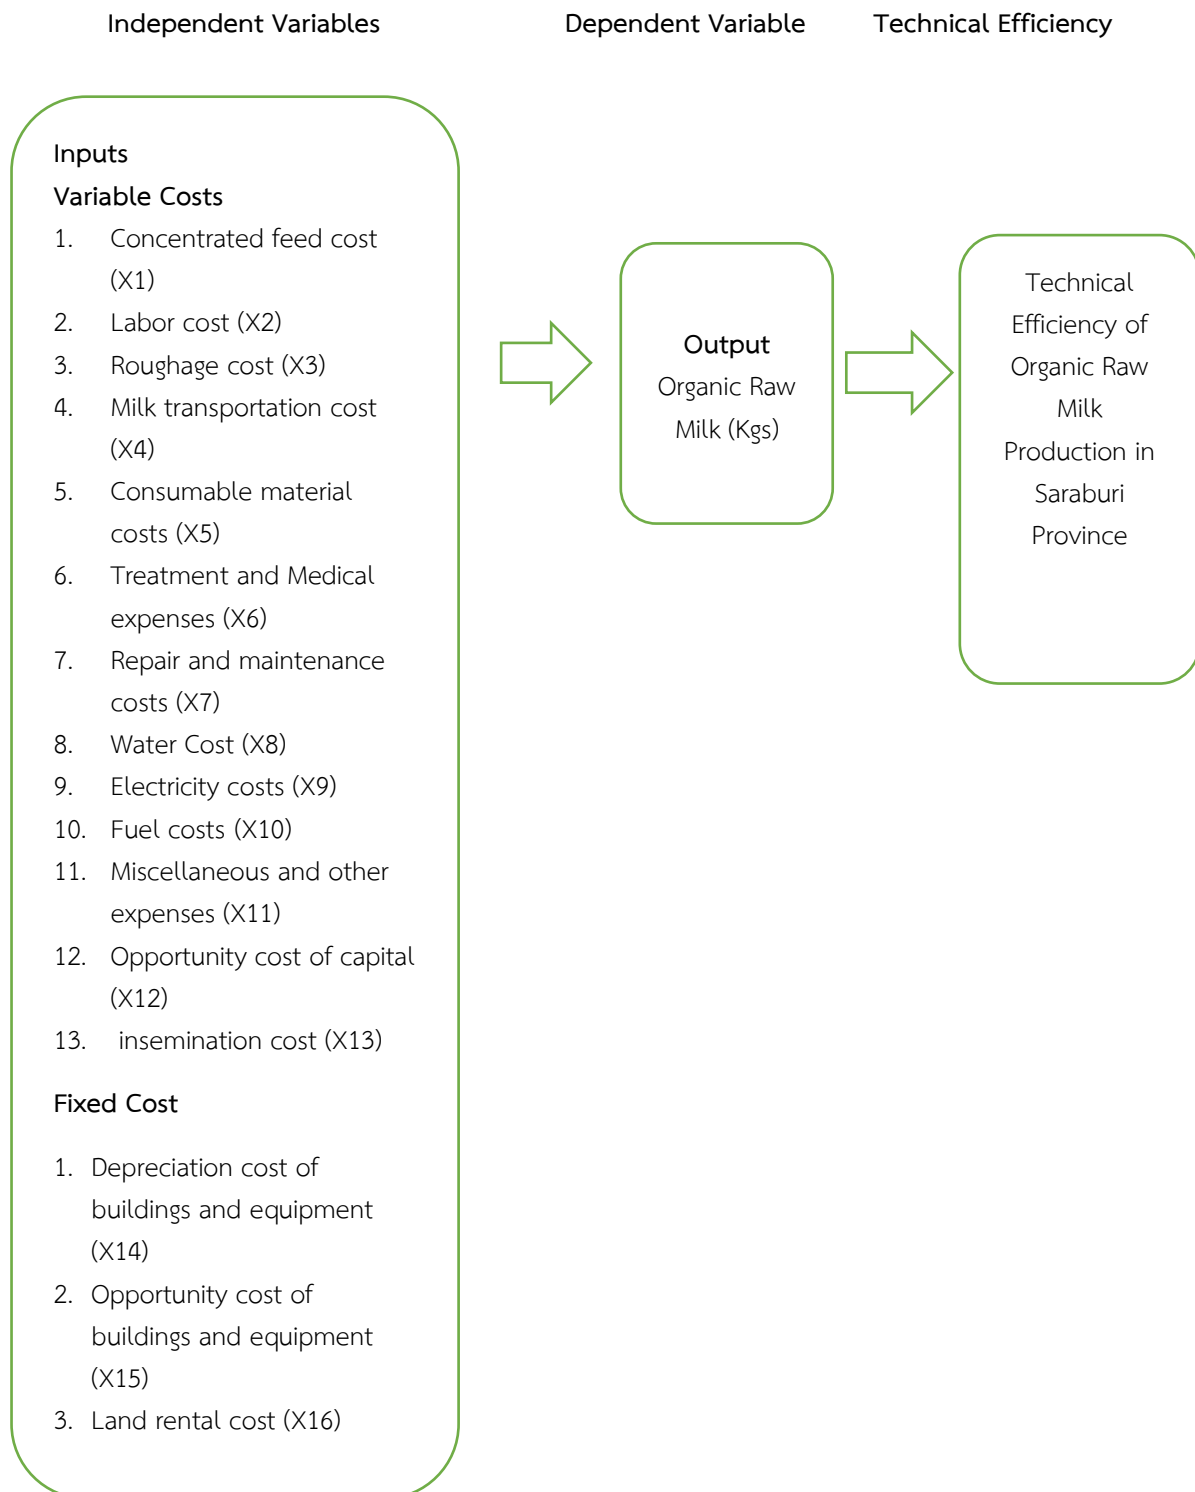 Independent Variables
Dependent Variable
Technical Efficiency
Inputs
Variable Costs
1. Concentrated feed cost
(X1)
2. Labor cost (X2)
3. Roughage cost (X3)
4. Milk transportation cost
(X4)
5. Consumable material
costs (X5)
6. Treatment and Medical
expenses (X6)
7. Repair and maintenance
costs (X7)
8. Water Cost (X8)
9. Electricity costs (X9)
10. Fuel costs (X10)
11. Miscellaneous and other
expenses (X11)
12. Opportunity cost of capital
(X12)
13. insemination cost (X13)
Fixed Cost
1. Depreciation cost of
buildings and equipment
(X14)
2. Opportunity cost of
buildings and equipment
(X15)
3. Land rental cost (X16)
Output
Organic Raw
Milk (Kgs)
Technical
Efficiency of
Organic Raw
Milk
Production in
Saraburi
Province